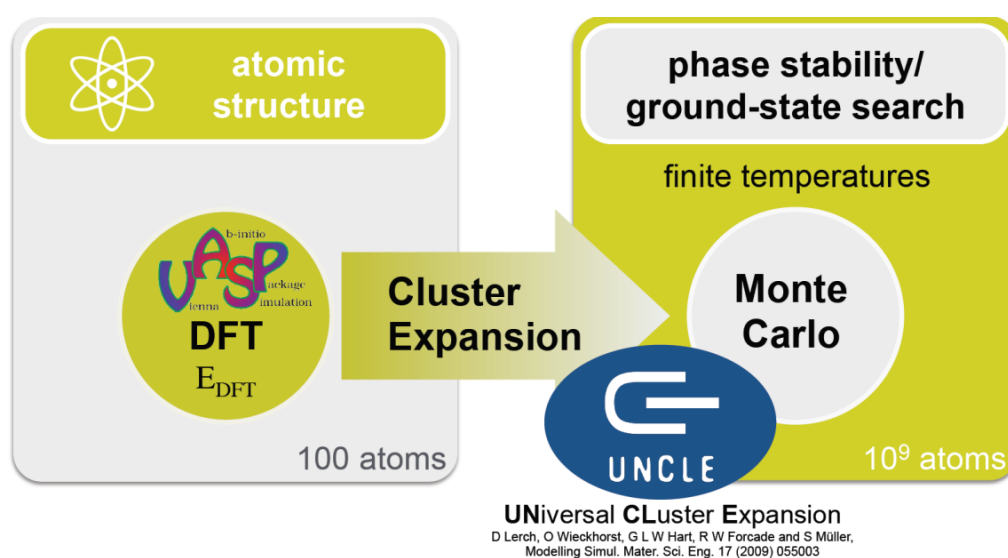 atomic
structure
b-initio
VASP
ackage
ienna
imulation
DFT
E_DFT
100 atoms
Cluster
Expansion
phase stability/
ground-state search
finite temperatures
Monte
Carlo
10⁹ atoms
UNCLE
UNiversal CLuster Expansion
D Lerch, O Wieckhorst, G L W Hart, R W Forcade and S Müller,
Modelling Simul. Mater. Sci. Eng. 17 (2009) 055003